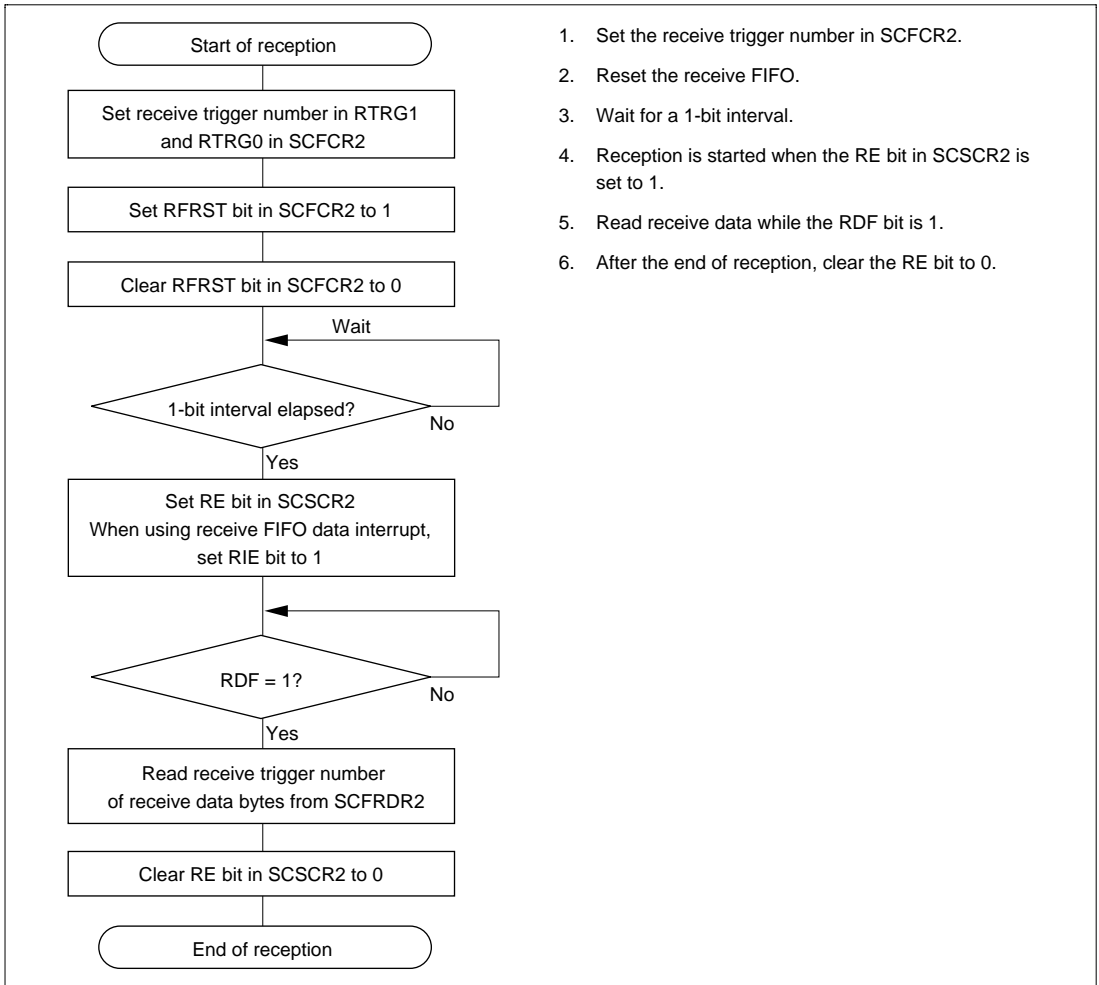 Start of reception
Set receive trigger number in RTRG1
and RTRG0 in SCFCR2
Set RFRST bit in SCFCR2 to 1
Clear RFRST bit in SCFCR2 to 0
Wait
1-bit interval elapsed?
No
Yes
Set RE bit in SCSCR2
When using receive FIFO data interrupt,
set RIE bit to 1
RDF = 1?
No
Yes
Read receive trigger number
of receive data bytes from SCFRDR2
Clear RE bit in SCSCR2 to 0
End of reception
1. Set the receive trigger number in SCFCR2.
2. Reset the receive FIFO.
3. Wait for a 1-bit interval.
4. Reception is started when the RE bit in SCSCR2 is
set to 1.
5. Read receive data while the RDF bit is 1.
6. After the end of reception, clear the RE bit to 0.